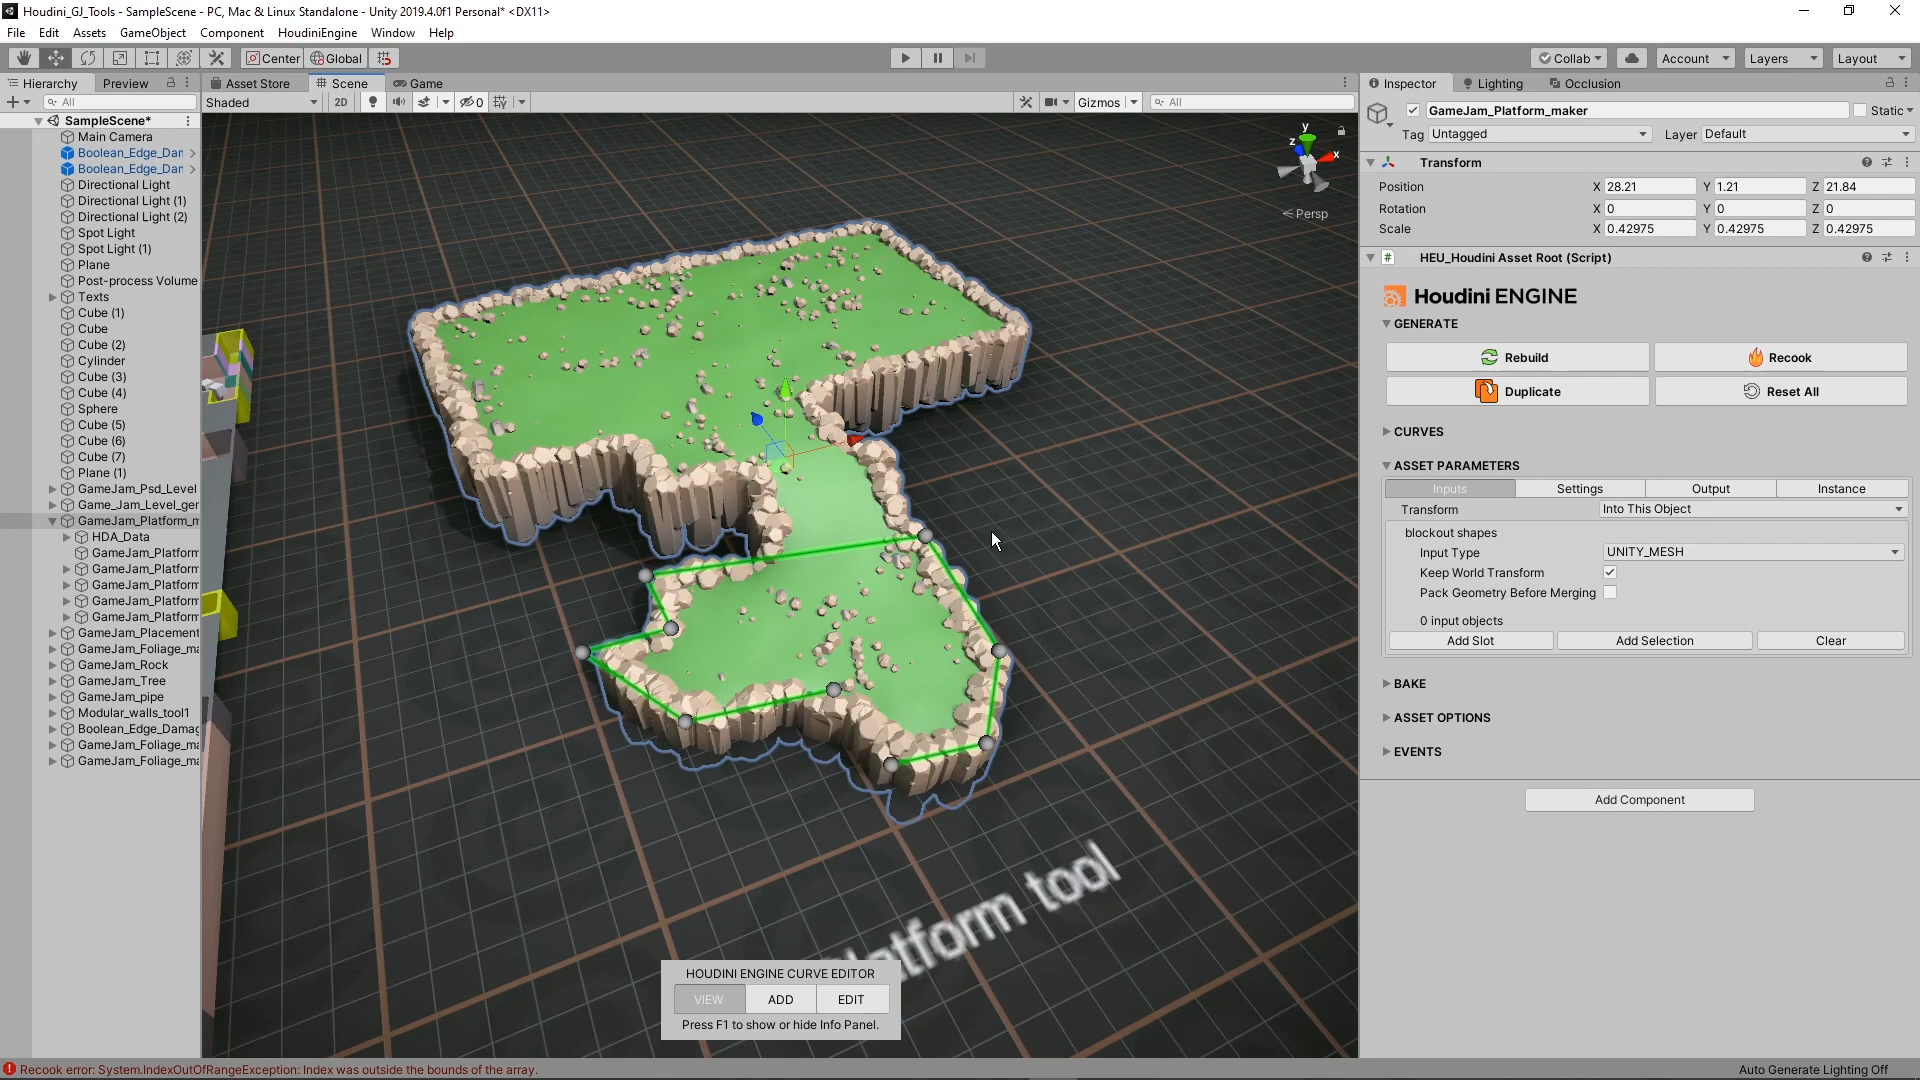 Houdini_GJ_Tools - SampleScene - PC, Mac & Linux Standalone - Unity 2019.4.0f1 Personal* <DX11>
File Edit Assets GameObject Component HoudiniEngine Window Help
Center Global Collab Account Layers Layout
Hierarchy Preview Asset Store Scene Game Inspector Lighting Occlusion
All Shaded 2D 0 Gizmos All
SampleScene*
Main Camera
Boolean_Edge_Dam
Boolean_Edge_Dam
Directional Light
Directional Light (1)
Directional Light (2)
Spot Light
Spot Light (1)
Plane
Post-process Volume
Texts
Cube (1)
Cube
Cube (2)
Cylinder
Cube (3)
Cube (4)
Sphere
Cube (5)
Cube (6)
Cube (7)
Plane (1)
GameJam_Psd_Level
Game_Jam_Level_gen
GameJam_Platform_m
HDA_Data
GameJam_Platform
GameJam_Platform
GameJam_Platform
GameJam_Platform
GameJam_Platform
GameJam_Placement
GameJam_Foliage_ma
GameJam_Rock
GameJam_Tree
GameJam_pipe
Modular_walls_tool1
Boolean_Edge_Damag
GameJam_Foliage_ma
GameJam_Foliage_ma
y
z
x
Persp
Platform tool
HOUDINI ENGINE CURVE EDITOR
VIEW ADD EDIT
Press F1 to show or hide Info Panel.
GameJam_Platform_maker Static
Tag Untagged Layer Default
Transform
Position X 28.21 Y 1.21 Z 21.84
Rotation X 0 Y 0 Z 0
Scale X 0.42975 Y 0.42975 Z 0.42975
# HEU_Houdini Asset Root (Script)
Houdini ENGINE
GENERATE
Rebuild Recook
Duplicate Reset All
CURVES
ASSET PARAMETERS
Inputs Settings Output Instance
Transform Into This Object
blockout shapes
Input Type UNITY_MESH
Keep World Transform
Pack Geometry Before Merging
0 input objects
Add Slot Add Selection Clear
BAKE
ASSET OPTIONS
EVENTS
Add Component
Recook error: System.IndexOutOfRangeException: Index was outside the bounds of the array.
Auto Generate Lighting Off